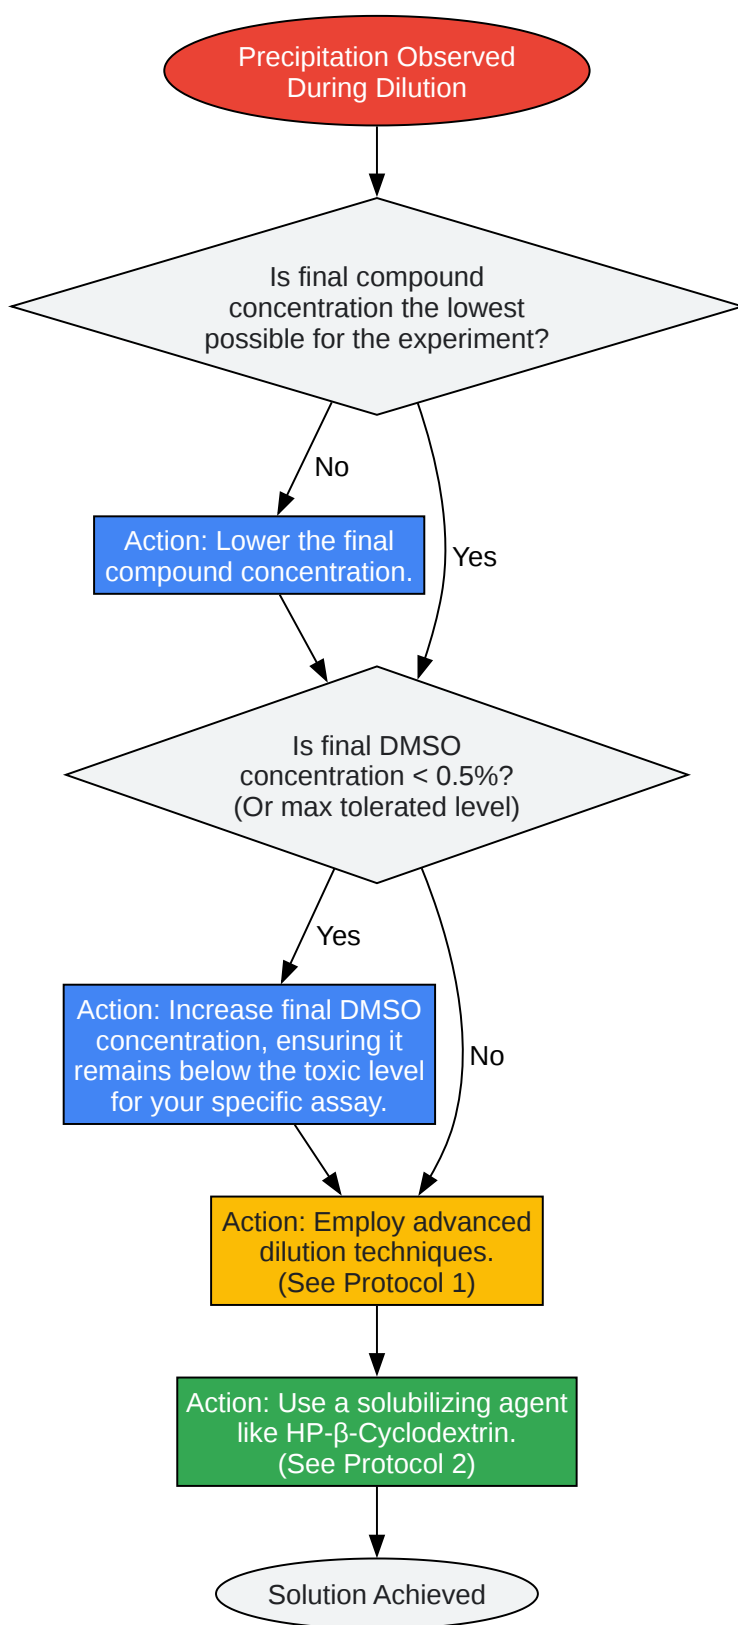 Precipitation Observed
During Dilution
Is final compound
concentration the lowest
possible for the experiment?
No
Action: Lower the final
compound concentration.
Yes
Is final DMSO
concentration < 0.5%?
(Or max tolerated level)
Yes
Action: Increase final DMSO
concentration, ensuring it
remains below the toxic level
for your specific assay.
No
Action: Employ advanced
dilution techniques.
(See Protocol 1)
Action: Use a solubilizing agent
like HP-β-Cyclodextrin.
(See Protocol 2)
Solution Achieved